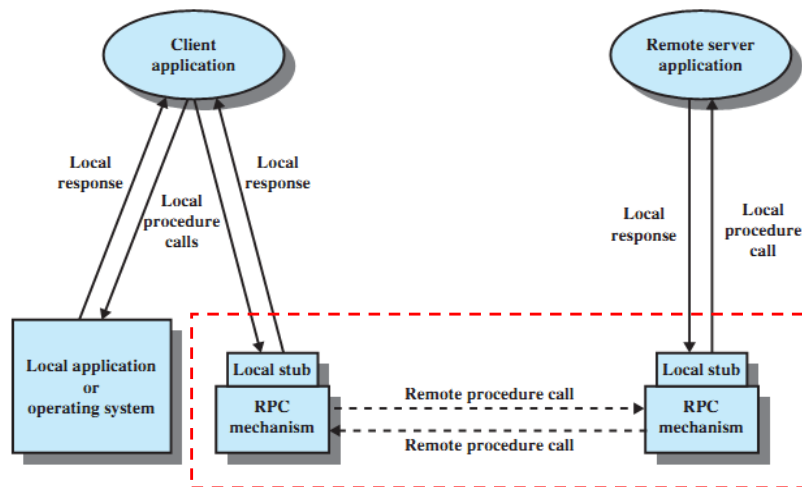 Client
application
Remote server
application
Local
response
Local
procedure
calls
Local
response
Local
response
Local
procedure
call
Local application
or
operating system
Local stub
RPC
mechanism
Remote procedure call
Remote procedure call
Local stub
RPC
mechanism